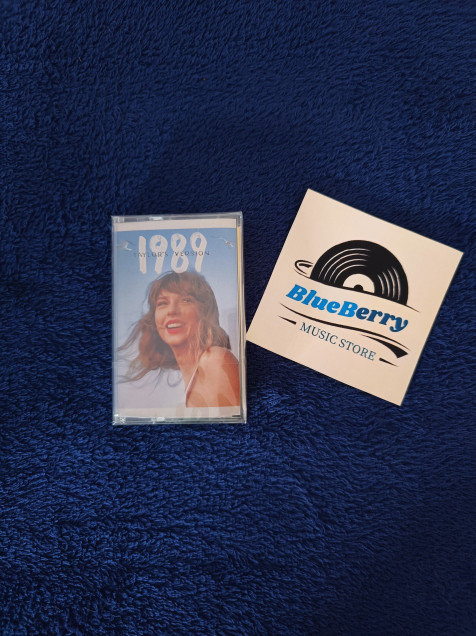 1989
TAYLOR'S VERSION
BlueBerry
MUSIC STORE